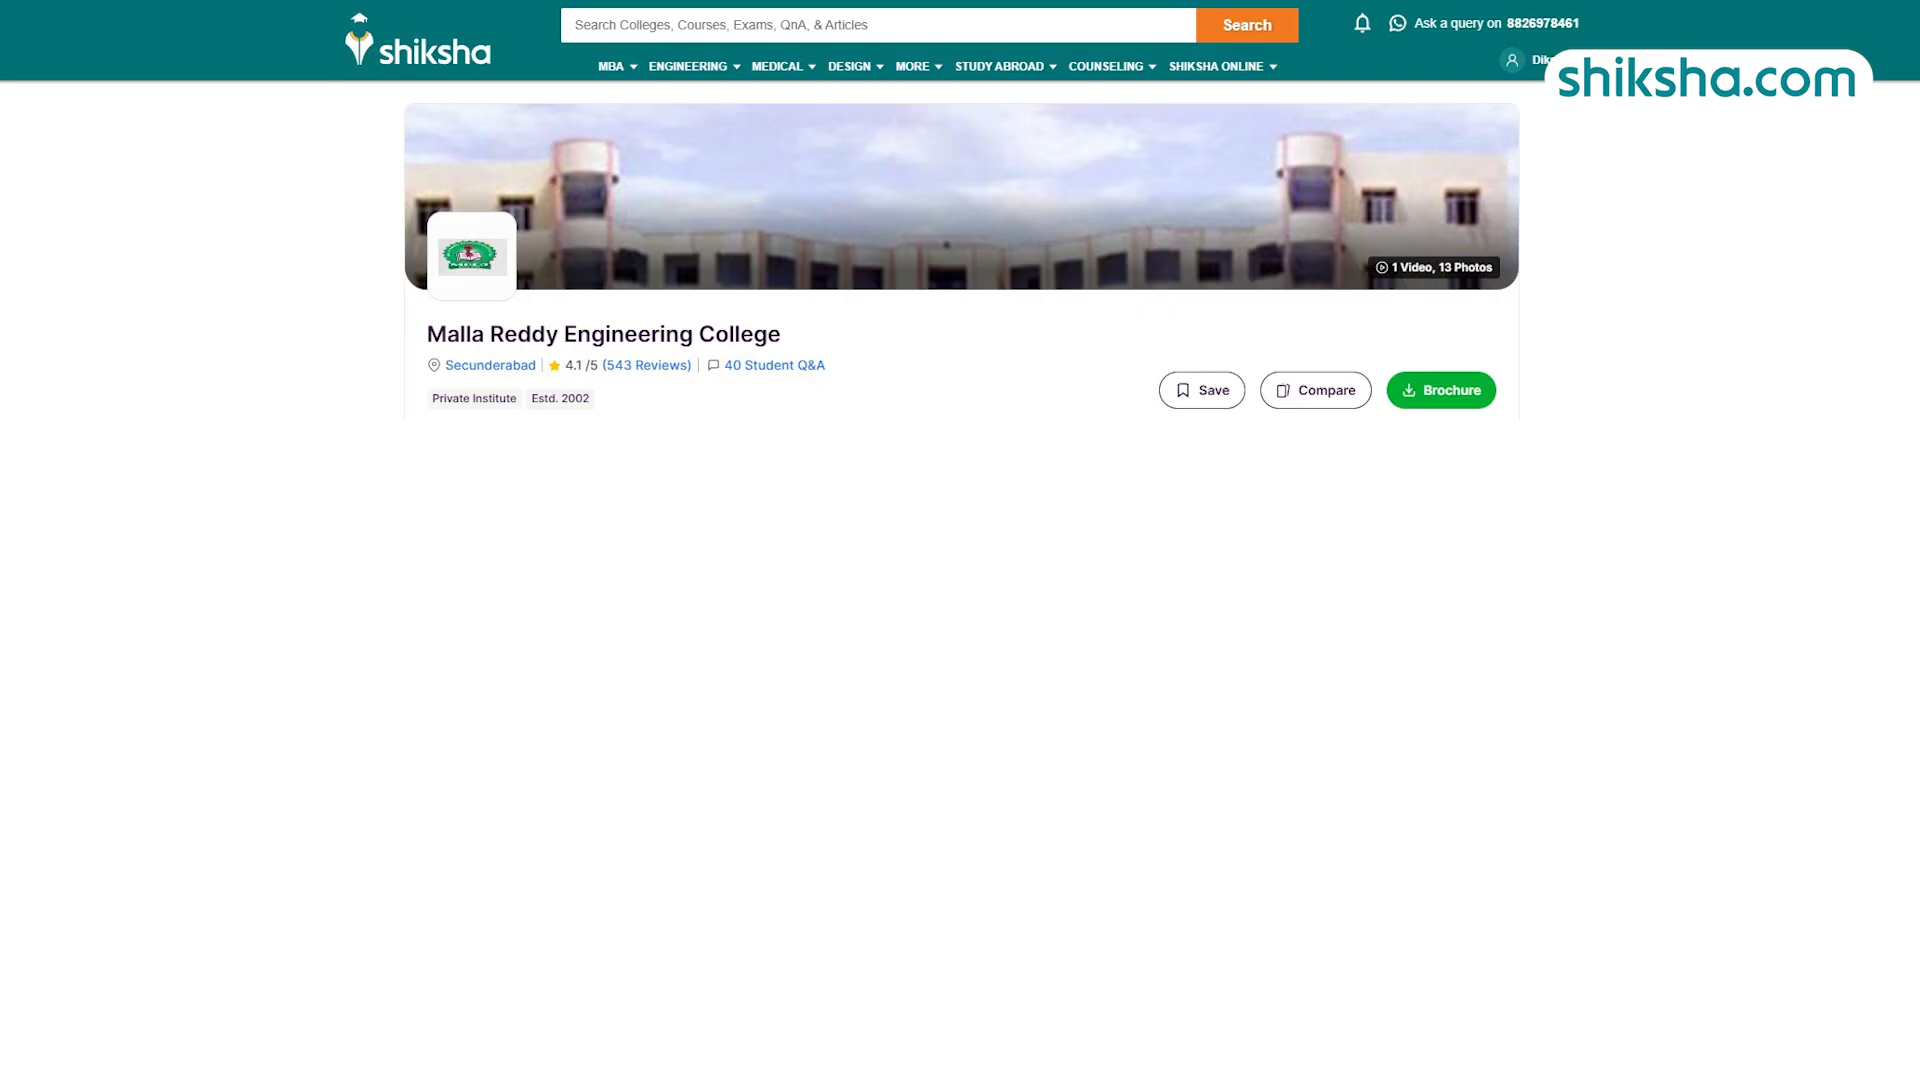 shiksha
Search Colleges, Courses, Exams, QnA, & Articles
Search
Ask a query on 8826978461
MBA ENGINEERING MEDICAL DESIGN MORE STUDY ABROAD COUNSELING SHIKSHA ONLINE
shiksha.com
1 Video, 13 Photos
Malla Reddy Engineering College
Secunderabad 4.1 /5 (543 Reviews) 40 Student Q&A
Private Institute Estd. 2002
Save Compare Brochure